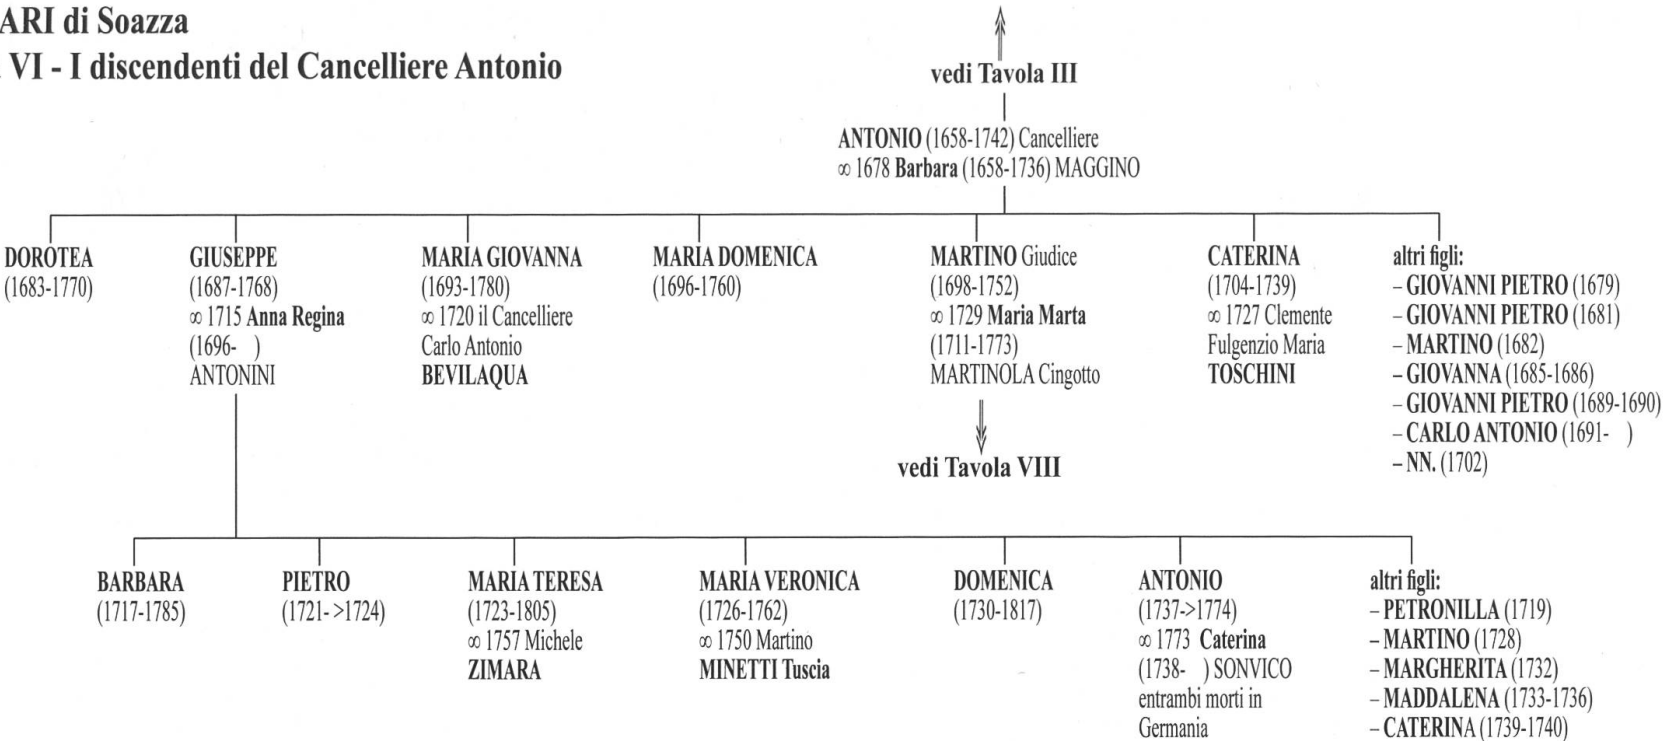 ARI di Soazza
VI - I discendenti del Cancelliere Antonio
vedi Tavola III
ANTONIO (1658-1742) Cancelliere
∞ 1678 Barbara (1658-1736) MAGGINO
DOROTEA
(1683-1770)
GIUSEPPE
(1687-1768)
∞ 1715 Anna Regina
(1696-   )
ANTONINI
MARIA GIOVANNA
(1693-1780)
∞ 1720 il Cancelliere
Carlo Antonio
BEVILAQUA
MARIA DOMENICA
(1696-1760)
MARTINO Giudice
(1698-1752)
∞ 1729 Maria Marta
(1711-1773)
MARTINOLA Cingotto
vedi Tavola VIII
CATERINA
(1704-1739)
∞ 1727 Clemente
Fulgenzio Maria
TOSCHINI
altri figli:
– GIOVANNI PIETRO (1679)
– GIOVANNI PIETRO (1681)
– MARTINO (1682)
– GIOVANNA (1685-1686)
– GIOVANNI PIETRO (1689-1690)
– CARLO ANTONIO (1691-   )
– NN. (1702)
BARBARA
(1717-1785)
PIETRO
(1721- >1724)
MARIA TERESA
(1723-1805)
∞ 1757 Michele
ZIMARA
MARIA VERONICA
(1726-1762)
∞ 1750 Martino
MINETTI Tuscia
DOMENICA
(1730-1817)
ANTONIO
(1737->1774)
∞ 1773 Caterina
(1738-   ) SONVICO
entrambi morti in
Germania
altri figli:
– PETRONILLA (1719)
– MARTINO (1728)
– MARGHERITA (1732)
– MADDALENA (1733-1736)
– CATERINA (1739-1740)